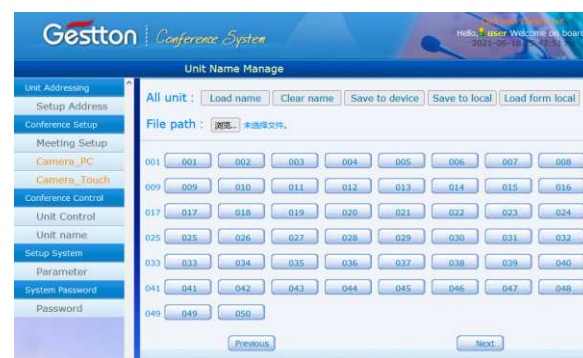 Gestton Conference System
Hello, user Welcome on board
Unit Name Manage
Unit Addressing
Setup Address
Conference Setup
Meeting Setup
Camera_PC
Camera_Touch
Conference Control
Unit Control
Unit name
Setup System
Parameter
System Password
Password
All unit : Load name Clear name Save to device Save to local Load form local
File path : 浏览... 未选择文件。
001 001 002 003 004 005 006 007 008
009 009 010 011 012 013 014 015 016
017 017 018 019 020 021 022 023 024
025 025 026 027 028 029 030 031 032
033 033 034 035 036 037 038 039 040
041 041 042 043 044 045 046 047 048
049 049 050
Previous Next